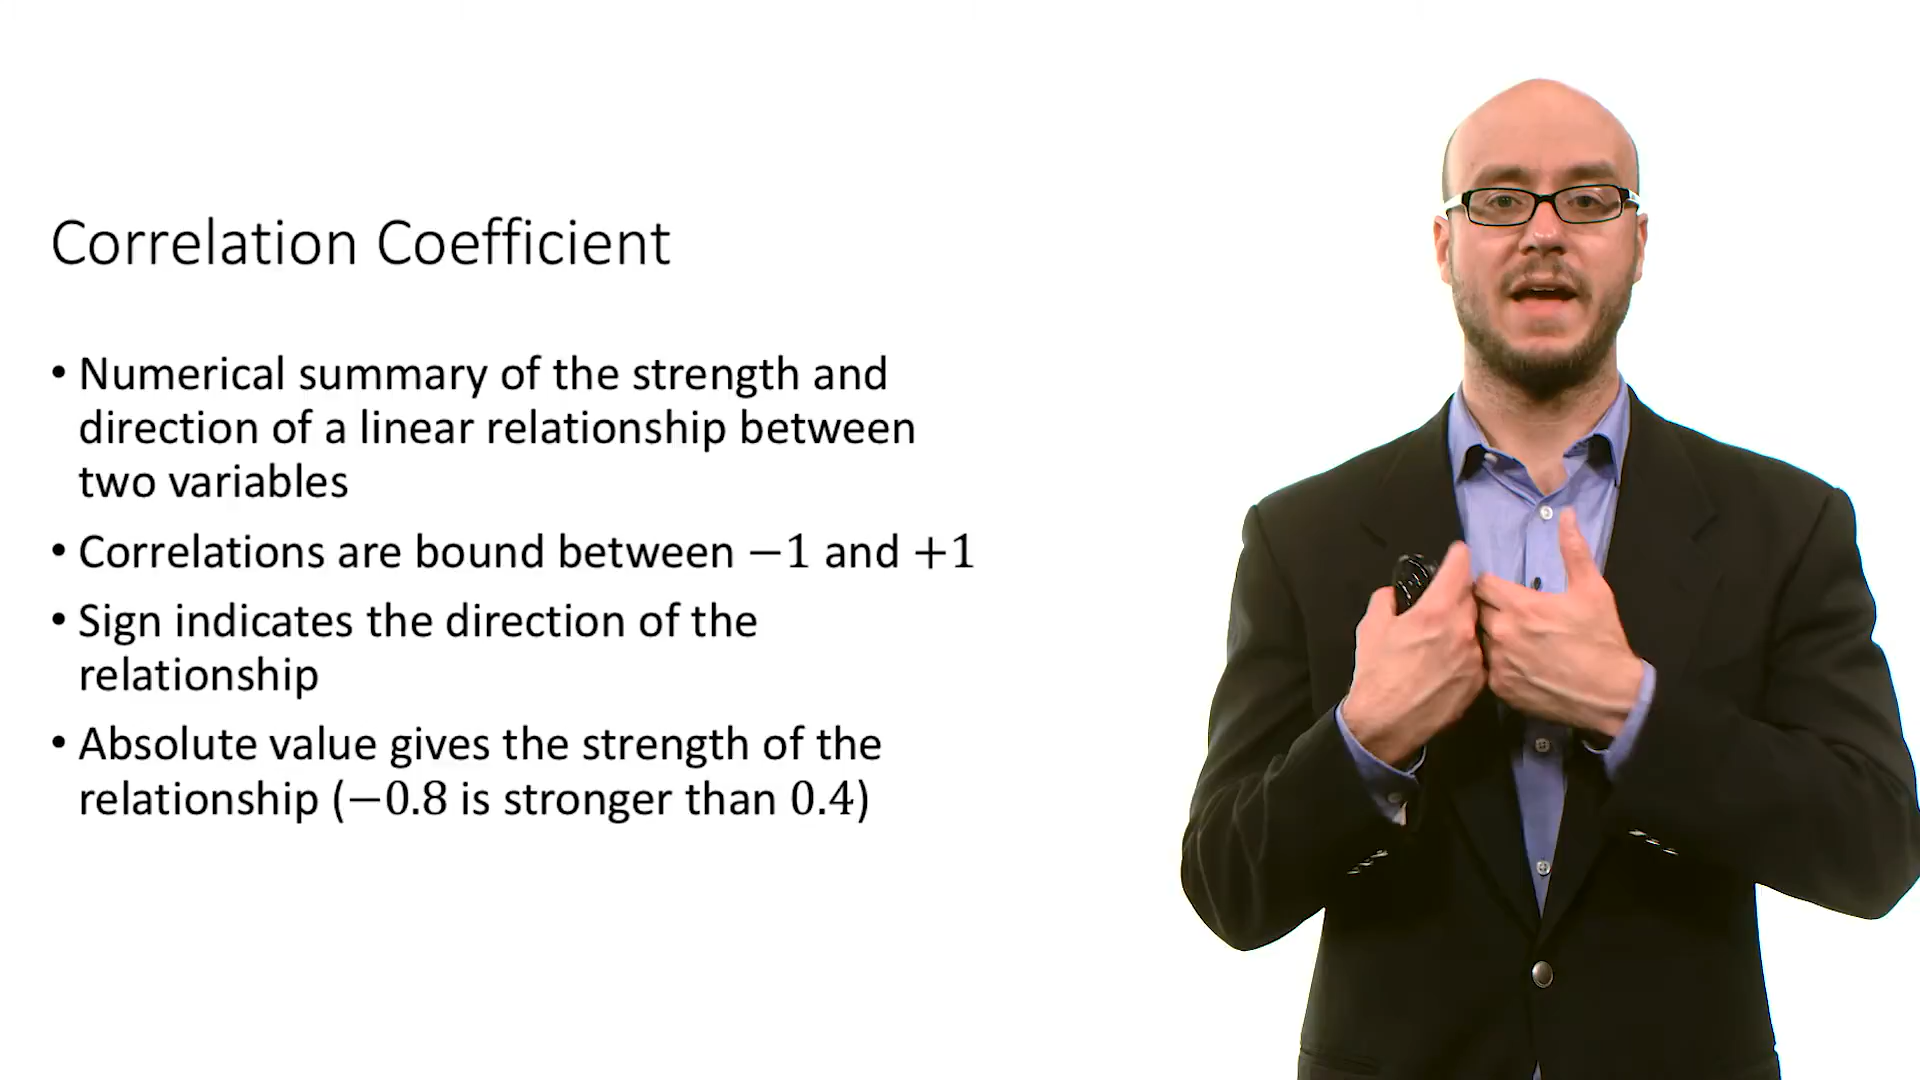 Correlation Coefficient
• Numerical summary of the strength and
direction of a linear relationship between
two variables
• Correlations are bound between −1 and +1
• Sign indicates the direction of the
relationship
• Absolute value gives the strength of the
relationship (−0.8 is stronger than 0.4)